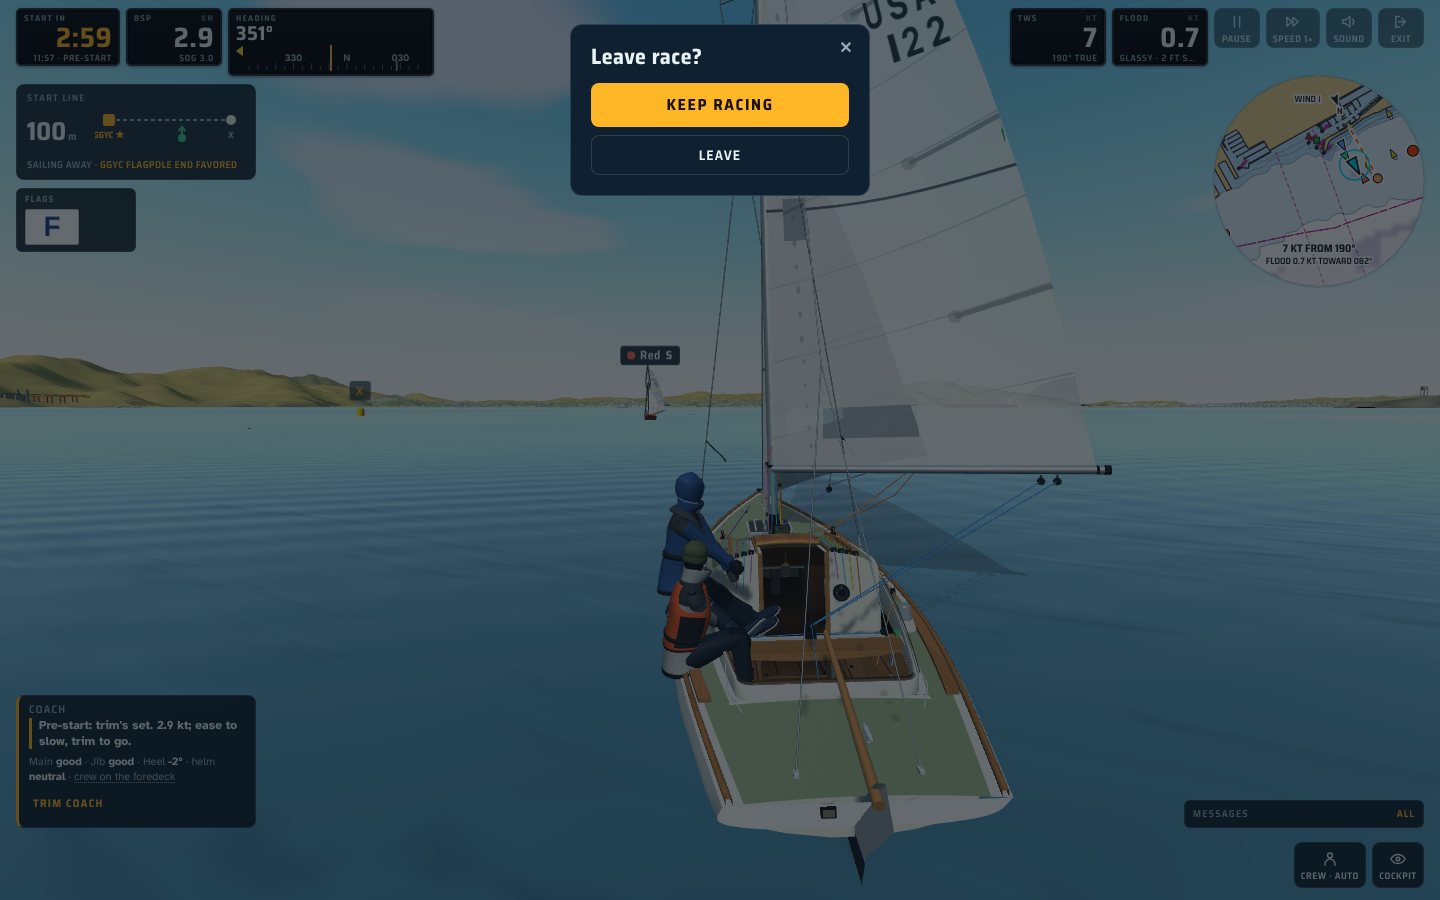 START IN
2:59
11:57 · PRE-START
BSP KN
2.9
SOG 3.0
HEADING
351°
330 N 030
Leave race?
×
KEEP RACING
LEAVE
TWS KT
7
190° TRUE
FLOOD KT
0.7
GLASSY · 2 FT S…
PAUSE
SPEED 1×
SOUND
EXIT
START LINE
100 m
GGYC ★
X
SAILING AWAY · GGYC FLAGPOLE END FAVORED
FLAGS
F
USA
122
WIND ↓
N
7 KT FROM 190°
FLOOD 0.7 KT TOWARD 082°
Red S
X
COACH
Pre-start: trim's set. 2.9 kt; ease to
slow, trim to go.
Main good · Jib good · Heel -2° · helm
neutral · crew on the foredeck
TRIM COACH
MESSAGES ALL
CREW · AUTO
COCKPIT